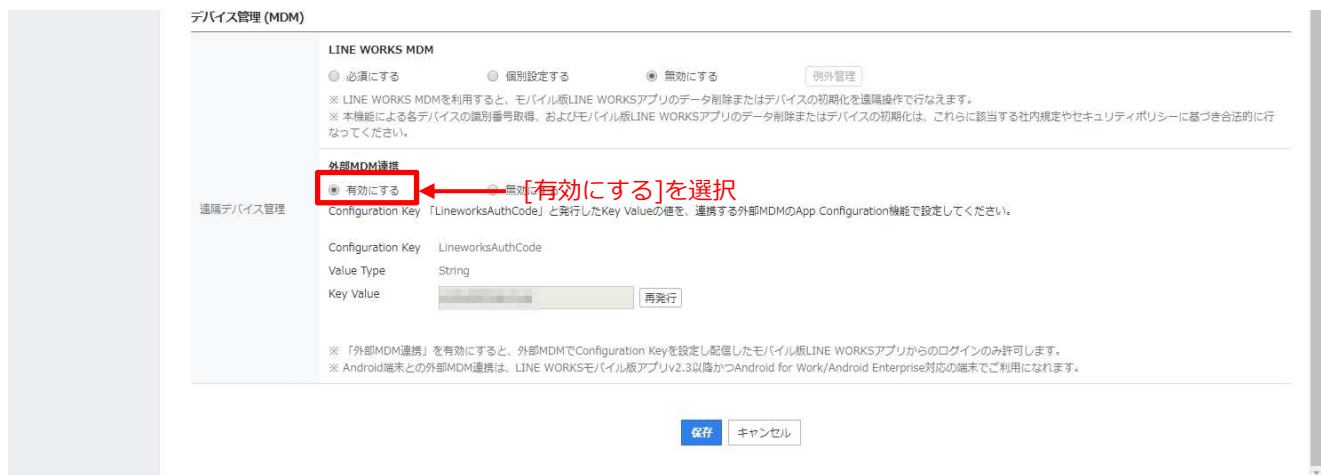 デバイス管理 (MDM)
LINE WORKS MDM
必須にする 個別設定する 無効にする 例外管理
※ LINE WORKS MDMを利用すると、モバイル版LINE WORKSアプリのデータ削除またはデバイスの初期化を遠隔操作で行なえます。
※ 本機能による各デバイスの識別番号取得、およびモバイル版LINE WORKSアプリのデータ削除またはデバイスの初期化は、これらに該当する社内規定やセキュリティポリシーに基づき合法的に行
なってください。
遠隔デバイス管理
外部MDM連携
有効にする 無効にする [有効にする]を選択
Configuration Key 「LineworksAuthCode」と発行したKey Valueの値を、連携する外部MDMのApp Configuration機能で設定してください。
Configuration Key LineworksAuthCode
Value Type String
Key Value 再発行
※ 「外部MDM連携」を有効にすると、外部MDMでConfiguration Keyを設定し配信したモバイル版LINE WORKSアプリからのログインのみ許可します。
※ Android端末との外部MDM連携は、LINE WORKSモバイル版アプリv2.3以降かつAndroid for Work/Android Enterprise対応の端末でご利用になれます。
保存 キャンセル